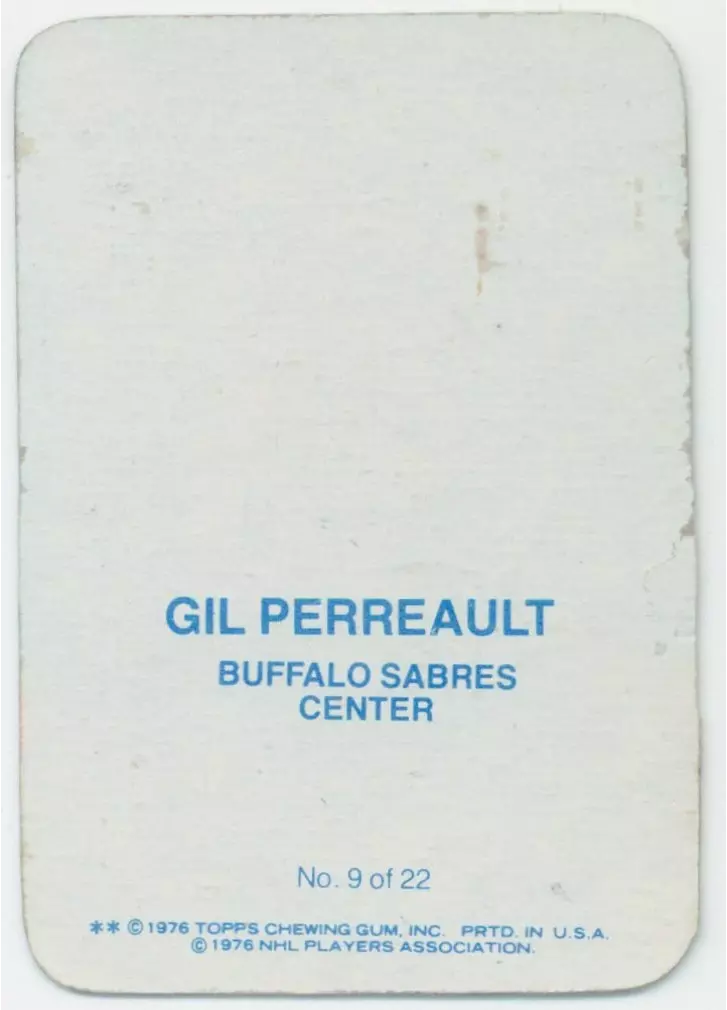 GIL PERREAULT
BUFFALO SABRES
CENTER
No. 9 of 22
** ©1976 TOPPS CHEWING GUM, INC. PRTD. IN U.S.A.
©1976 NHL PLAYERS ASSOCIATION.